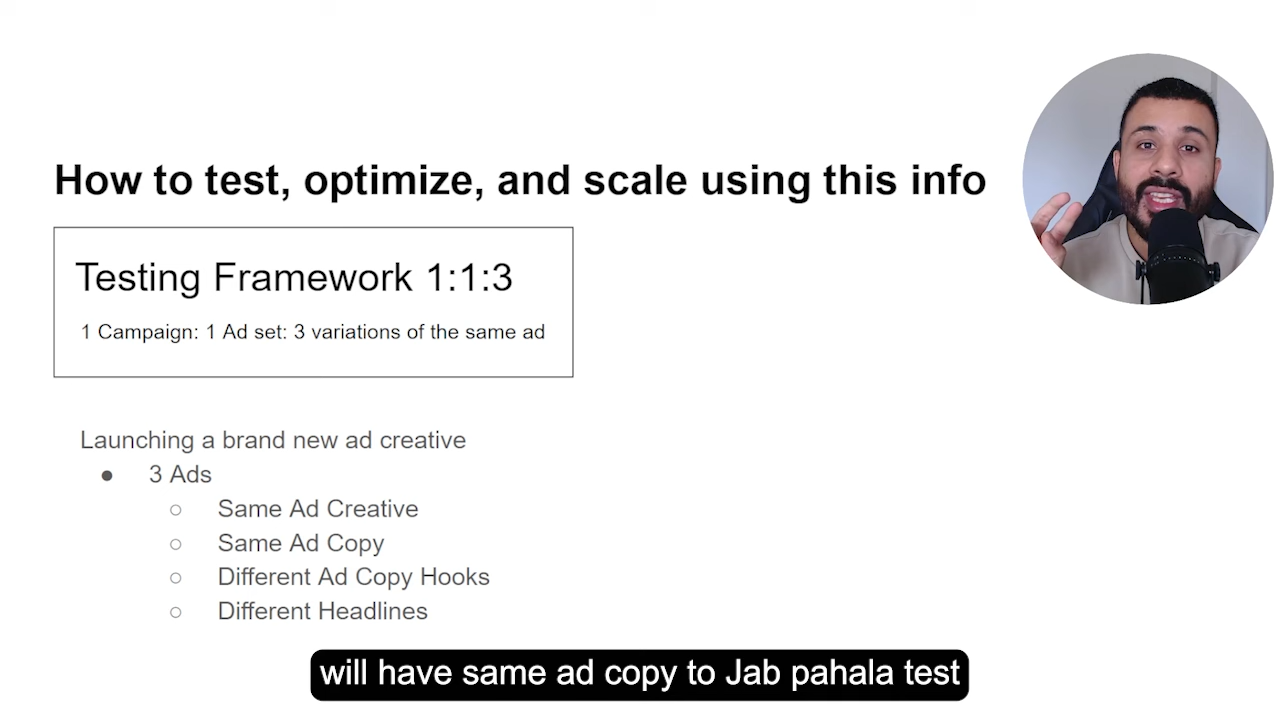 How to test, optimize, and scale using this info
Testing Framework 1:1:3
1 Campaign: 1 Ad set: 3 variations of the same ad
Launching a brand new ad creative
● 3 Ads
○ Same Ad Creative
○ Same Ad Copy
○ Different Ad Copy Hooks
○ Different Headlines
will have same ad copy to Jab pahala test